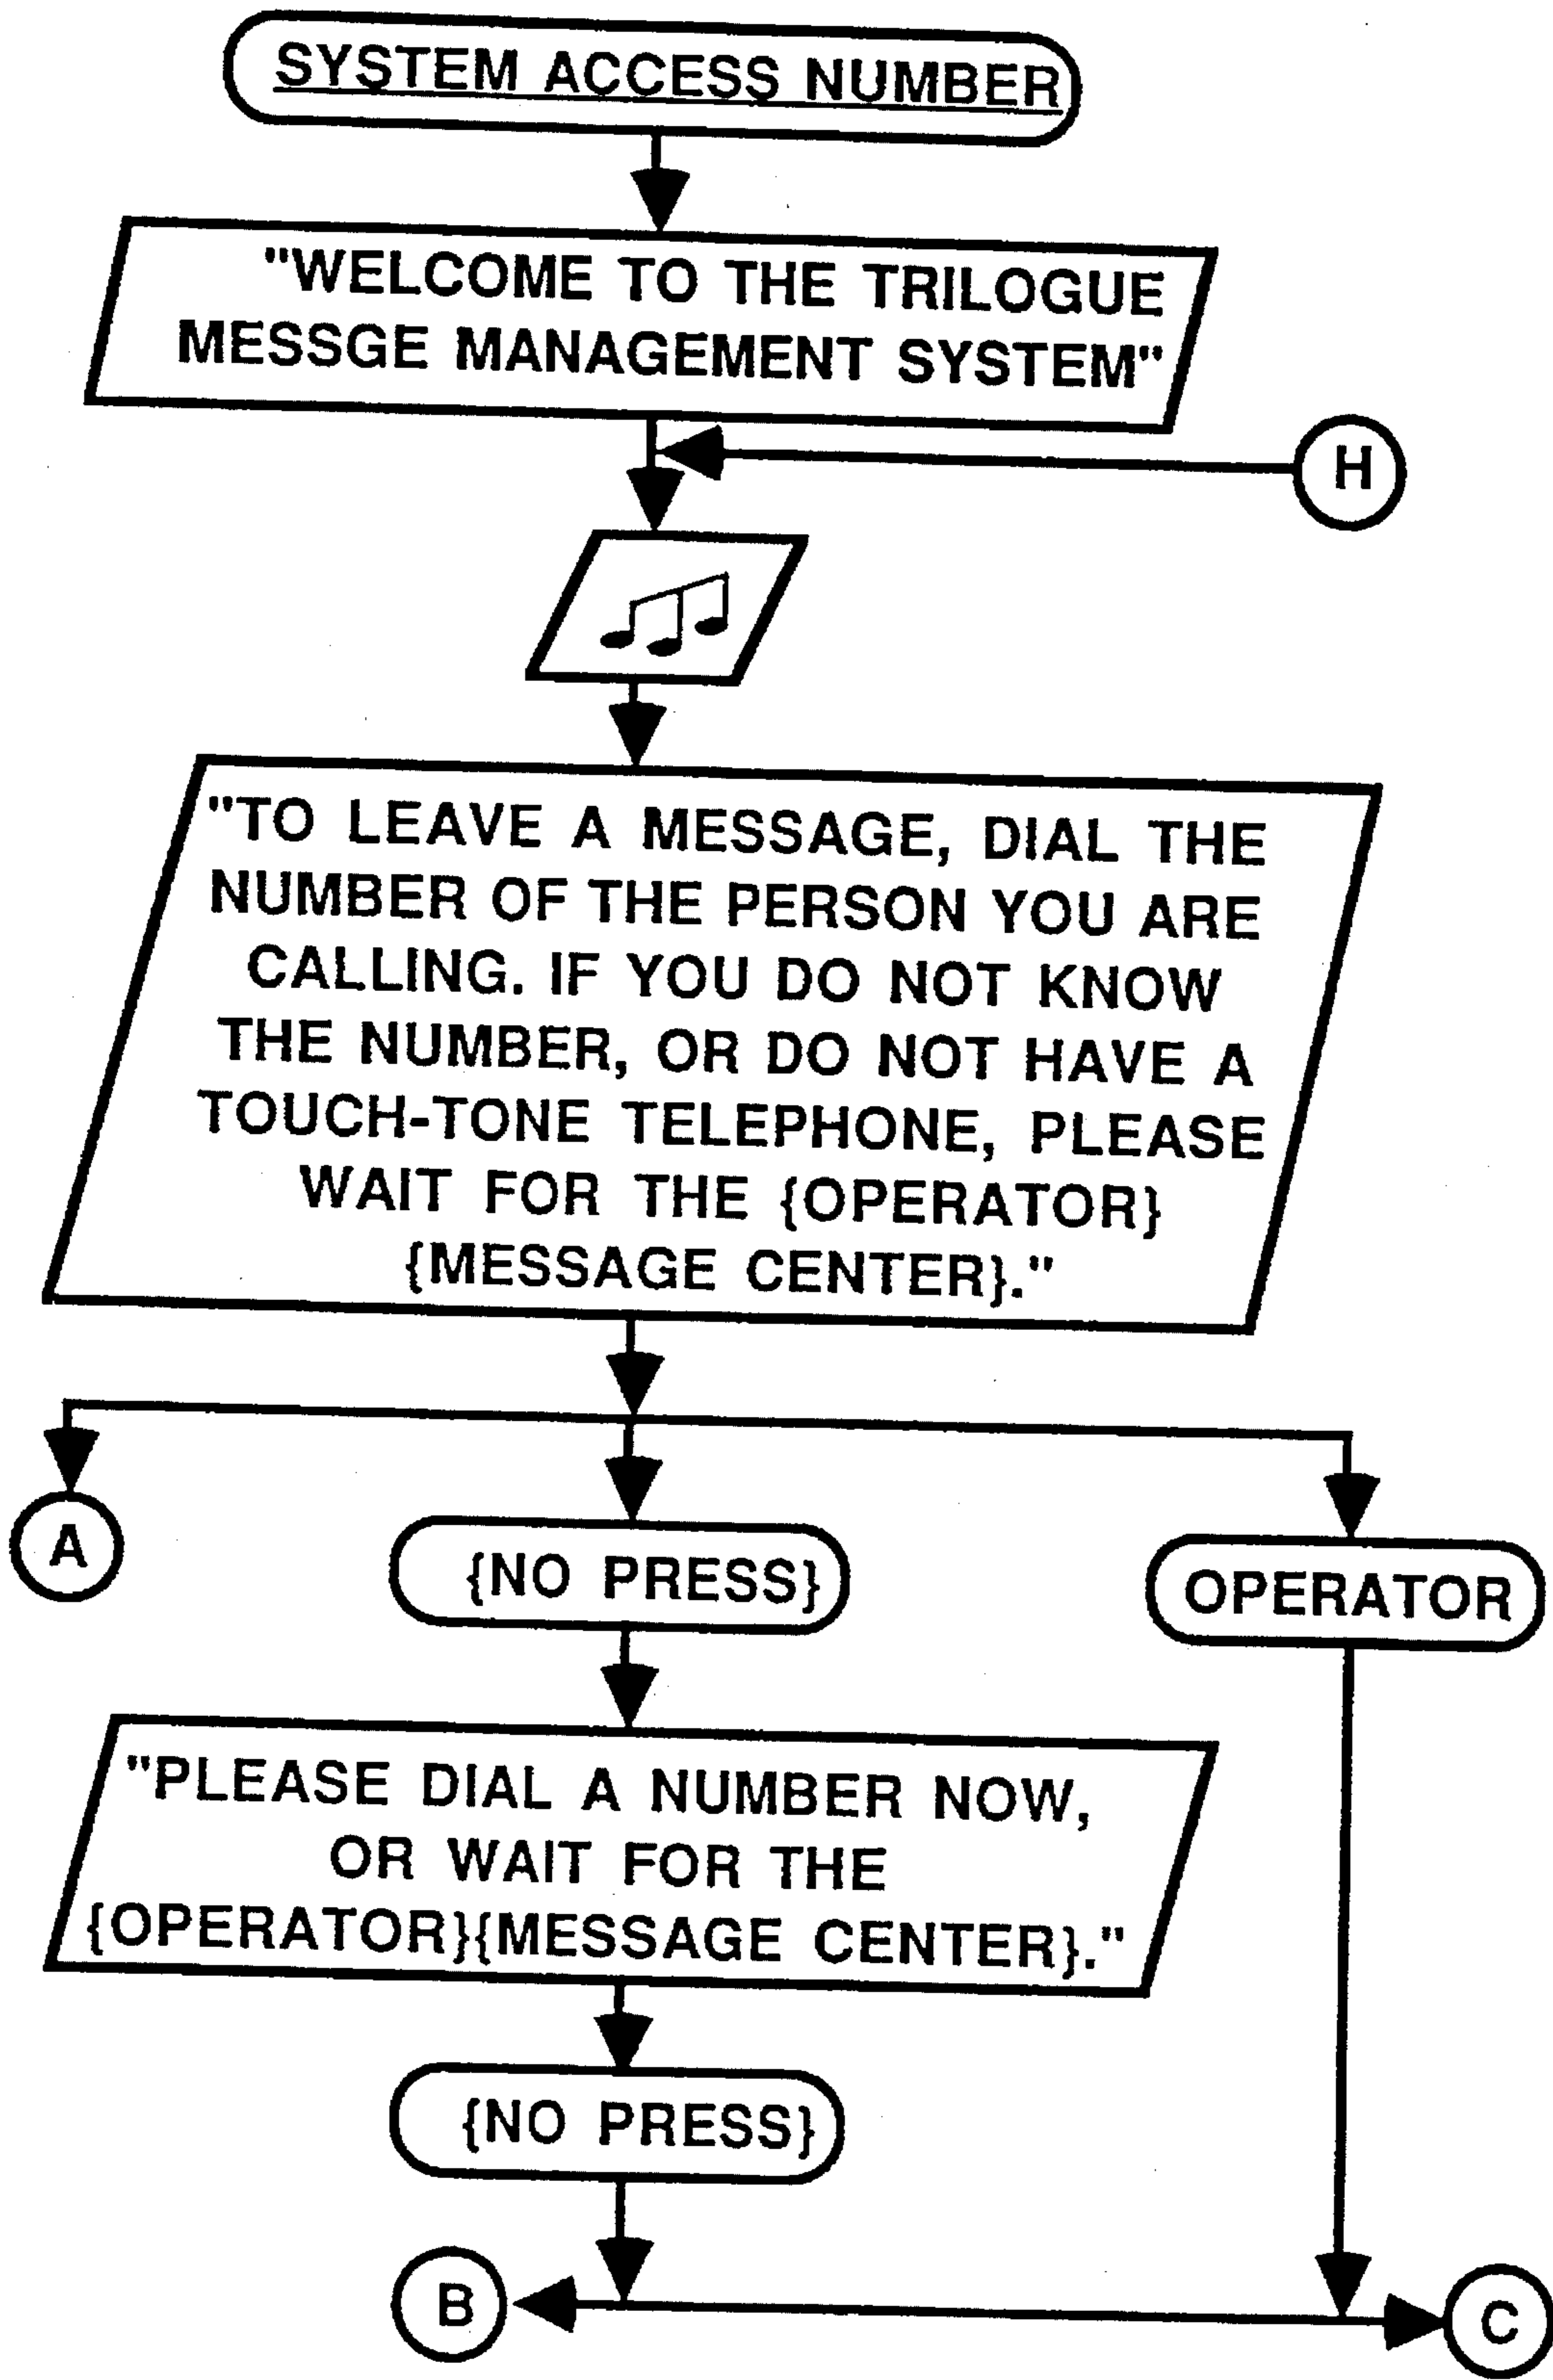 SYSTEM ACCESS NUMBER
"WELCOME TO THE TRILOGUE
MESSGE MANAGEMENT SYSTEM"
H
"TO LEAVE A MESSAGE, DIAL THE
NUMBER OF THE PERSON YOU ARE
CALLING. IF YOU DO NOT KNOW
THE NUMBER, OR DO NOT HAVE A
TOUCH-TONE TELEPHONE, PLEASE
WAIT FOR THE {OPERATOR}
{MESSAGE CENTER}."
A
{NO PRESS}
OPERATOR
"PLEASE DIAL A NUMBER NOW,
OR WAIT FOR THE
{OPERATOR}{MESSAGE CENTER}."
{NO PRESS}
B
C